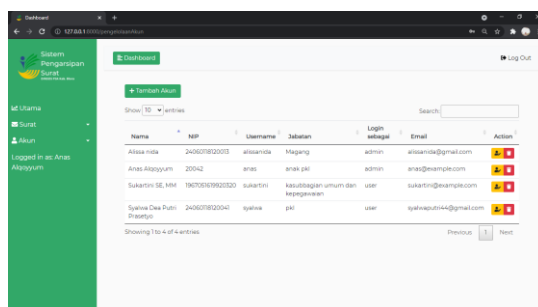 Dashboard
127.0.0.1:8000/pengelolaanAkun
Sistem
Pengarsipan
Surat
Dashboard
Log Out
+ Tambah Akun
Utama
Show 10 entries
Search:
Surat
Akun
Logged in as: Anas
Alqoyyum
Nama NIP Username Jabatan Login sebagai Email Action
Alissa nida 24060118120013 alissanida Magang admin alissanida@gmail.com
Anas Alqoyyum 20042 anas anak pkl admin anas@example.com
Sukartini SE, MM 1967051619920320 sukartini kasubbagian umum dan kepegawaian user sukartini@example.com
Syalwa Dea Putri Prasetyo 24060118120041 syalwa pkl user syalwaputri44@gmail.com
Showing 1 to 4 of 4 entries
Previous 1 Next